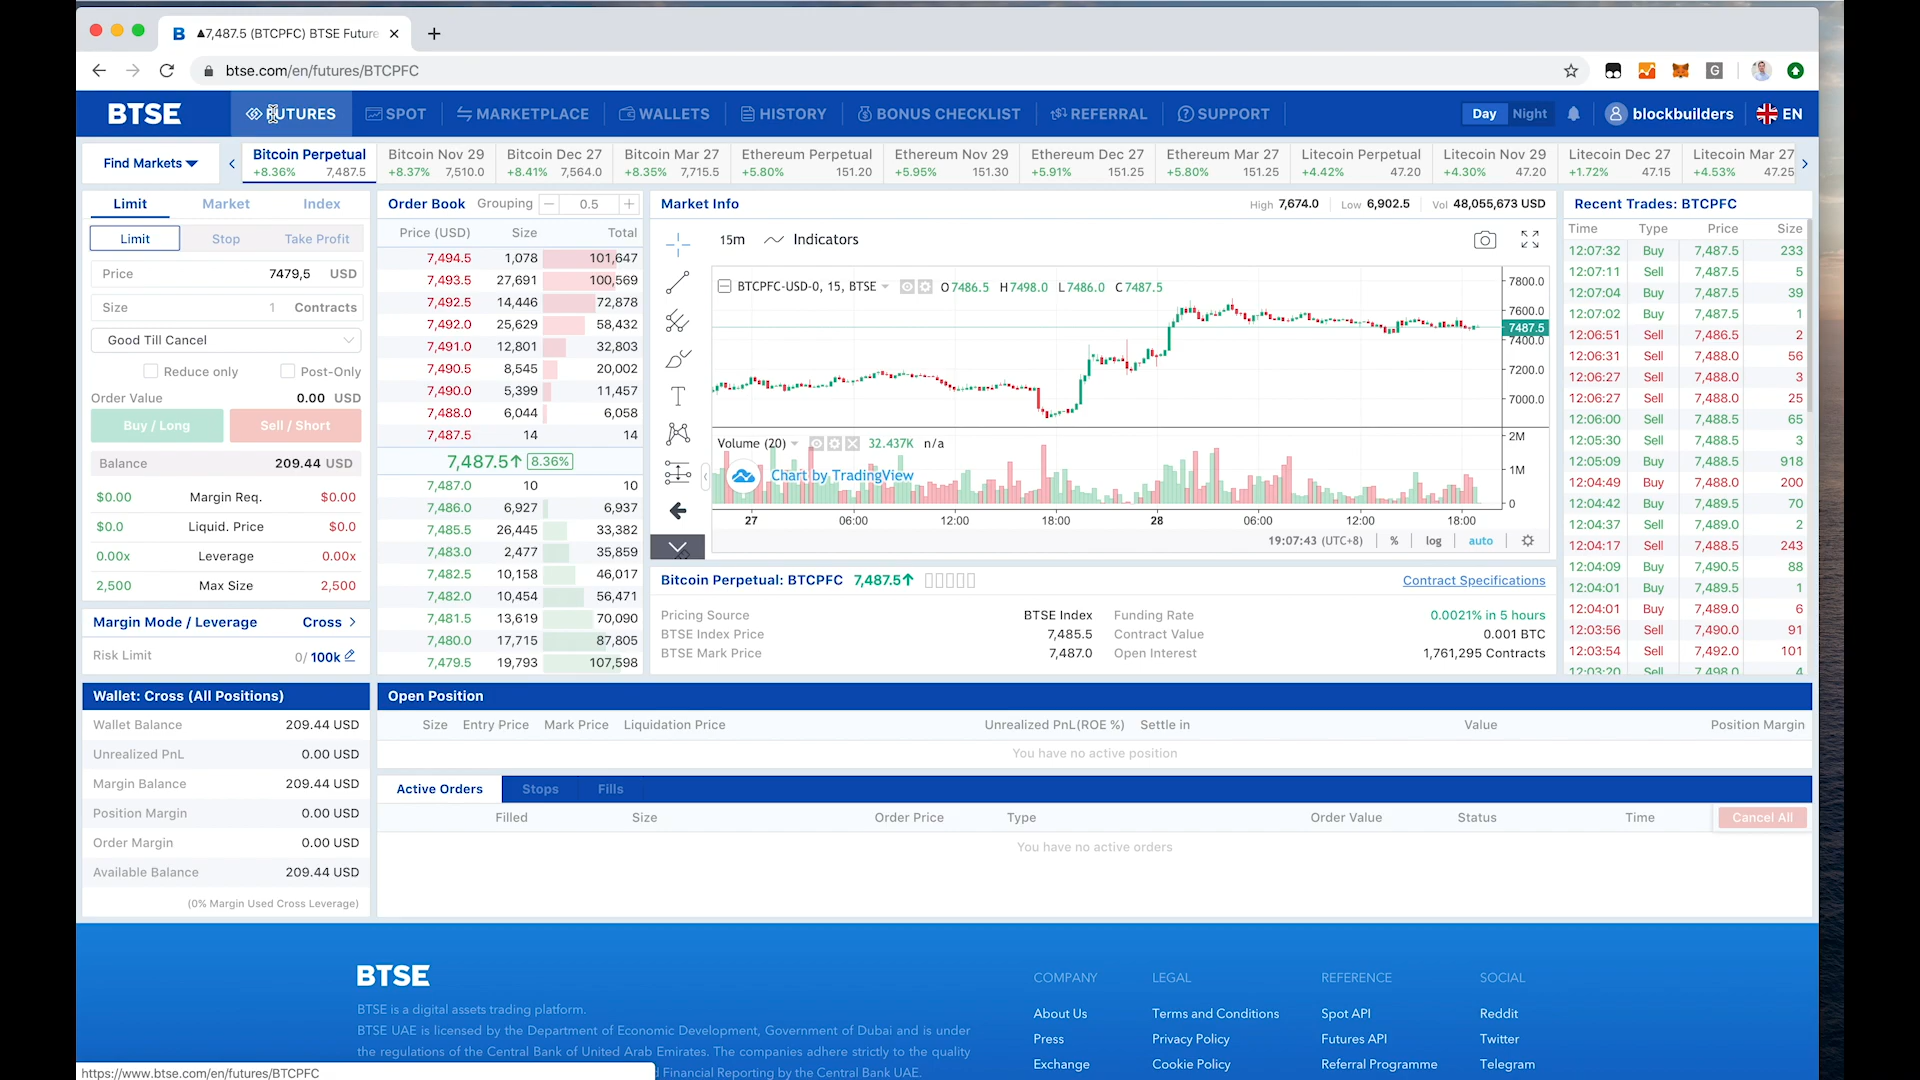 ▲7,487.5 (BTCPFC) BTSE Future
btse.com/en/futures/BTCPFC
BTSE FUTURES SPOT MARKETPLACE WALLETS HISTORY BONUS CHECKLIST REFERRAL SUPPORT Day Night blockbuilders EN
Find Markets
Bitcoin Perpetual Bitcoin Nov 29 Bitcoin Dec 27 Bitcoin Mar 27 Ethereum Perpetual Ethereum Nov 29 Ethereum Dec 27 Ethereum Mar 27 Litecoin Perpetual Litecoin Nov 29 Litecoin Dec 27 Litecoin Mar 27
+8.36% 7,487.5 +8.37% 7,510.0 +8.41% 7,564.0 +8.35% 7,715.5 +5.80% 151.20 +5.95% 151.30 +5.91% 151.25 +5.80% 151.25 +4.42% 47.20 +4.30% 47.20 +1.72% 47.15 +4.53% 47.25
Limit Market Index
Limit Stop Take Profit
Price 7479,5 USD
Size 1 Contracts
Good Till Cancel
Reduce only Post-Only
Order Value 0.00 USD
Buy / Long Sell / Short
Balance 209.44 USD
$0.00 Margin Req. $0.00
$0.0 Liquid. Price $0.0
0.00x Leverage 0.00x
2,500 Max Size 2,500
Margin Mode / Leverage Cross >
Risk Limit 0/ 100k
Order Book Grouping − 0.5 +
Price (USD) Size Total
7,494.5 1,078 101,647
7,493.5 27,691 100,569
7,492.5 14,446 72,878
7,492.0 25,629 58,432
7,491.0 12,801 32,803
7,490.5 8,545 20,002
7,490.0 5,399 11,457
7,488.0 6,044 6,058
7,487.5 14 14
7,487.5↑ 8.36%
7,487.0 10 10
7,486.0 6,927 6,937
7,485.5 26,445 33,382
7,483.0 2,477 35,859
7,482.5 10,158 46,017
7,482.0 10,454 56,471
7,481.5 13,619 70,090
7,480.0 17,715 87,805
7,479.5 19,793 107,598
Market Info High 7,674.0 Low 6,902.5 Vol 48,055,673 USD
15m Indicators
BTCPFC-USD-0, 15, BTSE O7486.5 H7498.0 L7486.0 C7487.5
7800.0
7600.0
7487.5
7400.0
7200.0
7000.0
Volume (20) 32.437K n/a
2M
1M
0
Chart by TradingView
27 06:00 12:00 18:00 28 06:00 12:00 18:00
19:07:43 (UTC+8) % log auto
Bitcoin Perpetual: BTCPFC 7,487.5↑ Contract Specifications
Pricing Source BTSE Index Funding Rate 0.0021% in 5 hours
BTSE Index Price 7,485.5 Contract Value 0.001 BTC
BTSE Mark Price 7,487.0 Open Interest 1,761,295 Contracts
Recent Trades: BTCPFC
Time Type Price Size
12:07:32 Buy 7,487.5 233
12:07:11 Sell 7,487.5 5
12:07:04 Buy 7,487.5 39
12:07:02 Buy 7,487.5 1
12:06:51 Sell 7,486.5 2
12:06:31 Sell 7,488.0 56
12:06:27 Sell 7,488.0 3
12:06:27 Sell 7,488.0 25
12:06:00 Sell 7,488.5 65
12:05:30 Sell 7,488.5 3
12:05:09 Buy 7,488.5 918
12:04:49 Sell 7,488.0 200
12:04:42 Buy 7,489.5 70
12:04:37 Sell 7,489.0 2
12:04:17 Sell 7,488.5 243
12:04:09 Buy 7,490.5 88
12:04:01 Buy 7,489.5 1
12:04:01 Buy 7,489.0 6
12:03:56 Sell 7,490.0 91
12:03:54 Sell 7,492.0 101
12:03:20 Sell 7,498.0 4
Wallet: Cross (All Positions)
Wallet Balance 209.44 USD
Unrealized PnL 0.00 USD
Margin Balance 209.44 USD
Position Margin 0.00 USD
Order Margin 0.00 USD
Available Balance 209.44 USD
(0% Margin Used Cross Leverage)
Open Position
Size Entry Price Mark Price Liquidation Price Unrealized PnL(ROE %) Settle in Value Position Margin
You have no active position
Active Orders Stops Fills
Filled Size Order Price Type Order Value Status Time Cancel All
You have no active orders
BTSE
BTSE is a digital assets trading platform.
BTSE UAE is licensed by the Department of Economic Development, Government of Dubai and is under
the regulations of the Central Bank of United Arab Emirates. The companies adhere strictly to the quality
Financial Reporting by the Central Bank UAE.
COMPANY
About Us
Press
Exchange
LEGAL
Terms and Conditions
Privacy Policy
Cookie Policy
REFERENCE
Spot API
Futures API
Referral Programme
SOCIAL
Reddit
Twitter
Telegram
https://www.btse.com/en/futures/BTCPFC